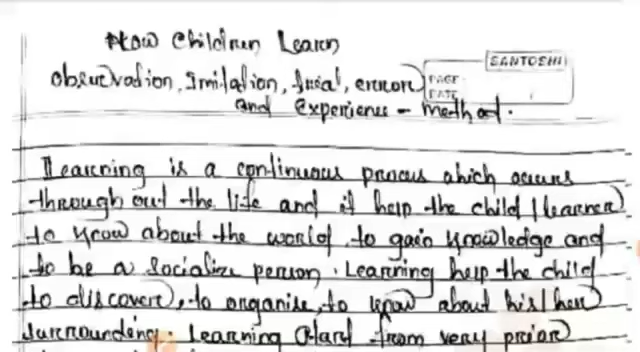 How Children Learn
SANTOSHI
observation, Imitation, trial, error
PAGE
DATE
and Experience - method.
Learning is a continuous process which occurs
through out the life and it help the child/learner
to know about the world, to gain knowledge and
to be a socialize person. Learning help the child
to discover, to organise, to know about his/her
surrounding. Learning start from very prior